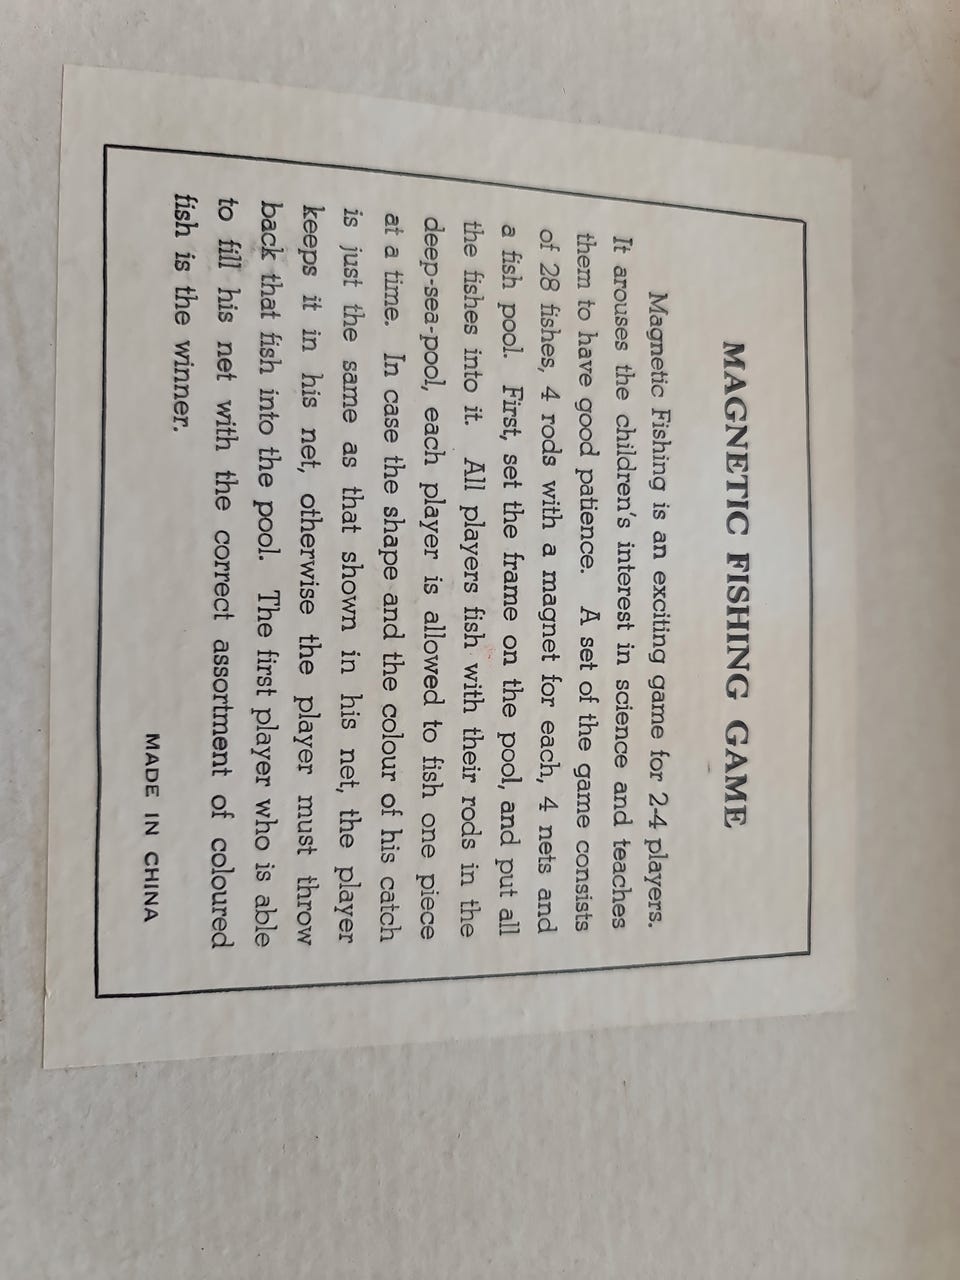 MAGNETIC FISHING GAME
Magnetic Fishing is an exciting game for 2-4 players.
It arouses the children's interest in science and teaches
them to have good patience. A set of the game consists
of 28 fishes, 4 rods with a magnet for each, 4 nets and
a fish pool. First, set the frame on the pool, and put all
the fishes into it. All players fish with their rods in the
deep-sea-pool, each player is allowed to fish one piece
at a time. In case the shape and the colour of his catch
is just the same as that shown in his net, the player
keeps it in his net, otherwise the player must throw
back that fish into the pool. The first player who is able
to fill his net with the correct assortment of coloured
fish is the winner.
MADE IN CHINA